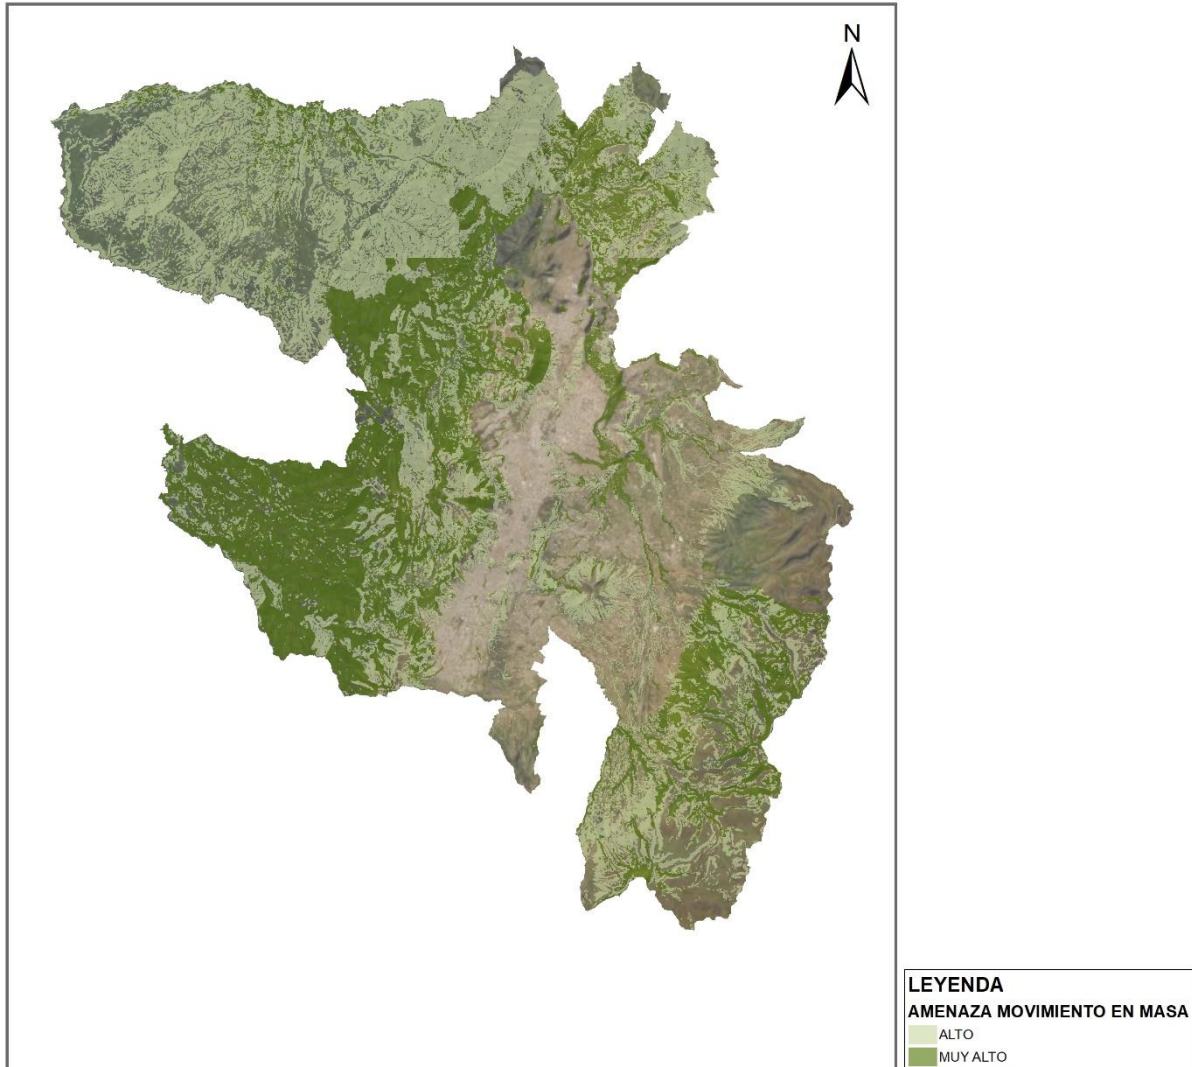 N
LEYENDA
AMENAZA MOVIMIENTO EN MASA
ALTO
MUY ALTO